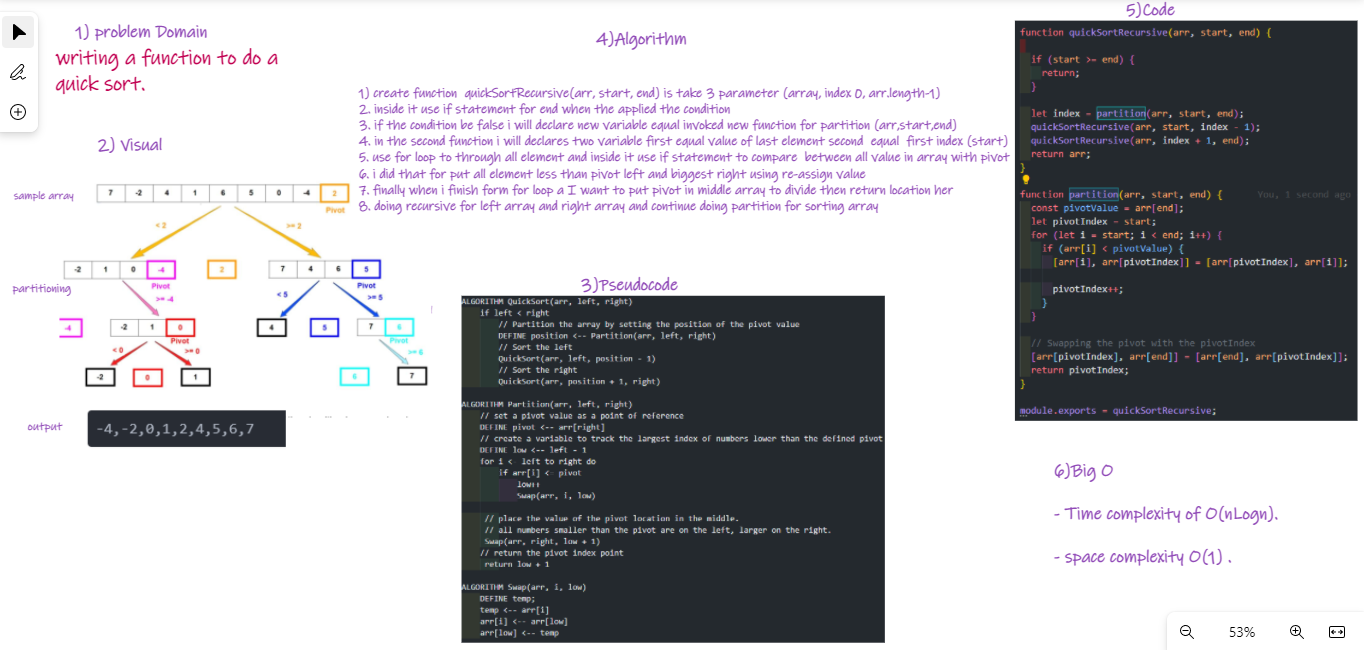 1) problem Domain
writing a function to do a
quick sort.
2) Visual
sample array
7 -2 4 1 6 5 0 -4 2
Pivot
< 2
>= 2
-2 1 0 -4
2
7 4 6 5
partitioning
Pivot
Pivot
>= -4
< 5
>= 5
-4
-2 1 0
4
5
7 6
Pivot
Pivot
< 0
>= 0
>= 6
-2
0
1
6
7
output
-4,-2,0,1,2,4,5,6,7
4)Algorithm
1) create function quickSortRecursive(arr, start, end) is take 3 parameter (array, index 0, arr.length-1)
2. inside it use if statement for end when the applied the condition
3. if the condition be false i will declare new variable equal invoked new function for partition (arr,start,end)
4. in the second function i will declares two variable first equal value of last element second equal first index (start)
5. use for loop to through all element and inside it use if statement to compare between all value in array with pivot
6. i did that for put all element less than pivot left and biggest right using re-assign value
7. finally when i finish form for loop a I want to put pivot in middle array to divide then return location her
8. doing recursive for left array and right array and continue doing partition for sorting array
3)Pseudocode
ALGORITHM QuickSort(arr, left, right)
if left < right
// Partition the array by setting the position of the pivot value
DEFINE position <-- Partition(arr, left, right)
// Sort the left
QuickSort(arr, left, position - 1)
// Sort the right
QuickSort(arr, position + 1, right)
ALGORITHM Partition(arr, left, right)
// set a pivot value as a point of reference
DEFINE pivot <-- arr[right]
// create a variable to track the largest index of numbers lower than the defined pivot
DEFINE low <-- left - 1
for i <- left to right do
if arr[i] <- pivot
low++
Swap(arr, i, low)
// place the value of the pivot location in the middle.
// all numbers smaller than the pivot are on the left, larger on the right.
Swap(arr, right, low + 1)
// return the pivot index point
return low + 1
ALGORITHM Swap(arr, i, low)
DEFINE temp;
temp <-- arr[i]
arr[i] <-- arr[low]
arr[low] <-- temp
5)Code
function quickSortRecursive(arr, start, end) {
if (start >= end) {
return;
}
let index = partition(arr, start, end);
quickSortRecursive(arr, start, index - 1);
quickSortRecursive(arr, index + 1, end);
return arr;
}
function partition(arr, start, end) { You, 1 second ago
const pivotValue = arr[end];
let pivotIndex = start;
for (let i = start; i < end; i++) {
if (arr[i] < pivotValue) {
[arr[i], arr[pivotIndex]] = [arr[pivotIndex], arr[i]];
pivotIndex++;
}
}
// Swapping the pivot with the pivotIndex
[arr[pivotIndex], arr[end]] = [arr[end], arr[pivotIndex]];
return pivotIndex;
}
module.exports = quickSortRecursive;
6)Big O
- Time complexity of O(nLogn).
- space complexity O(1) .
53%